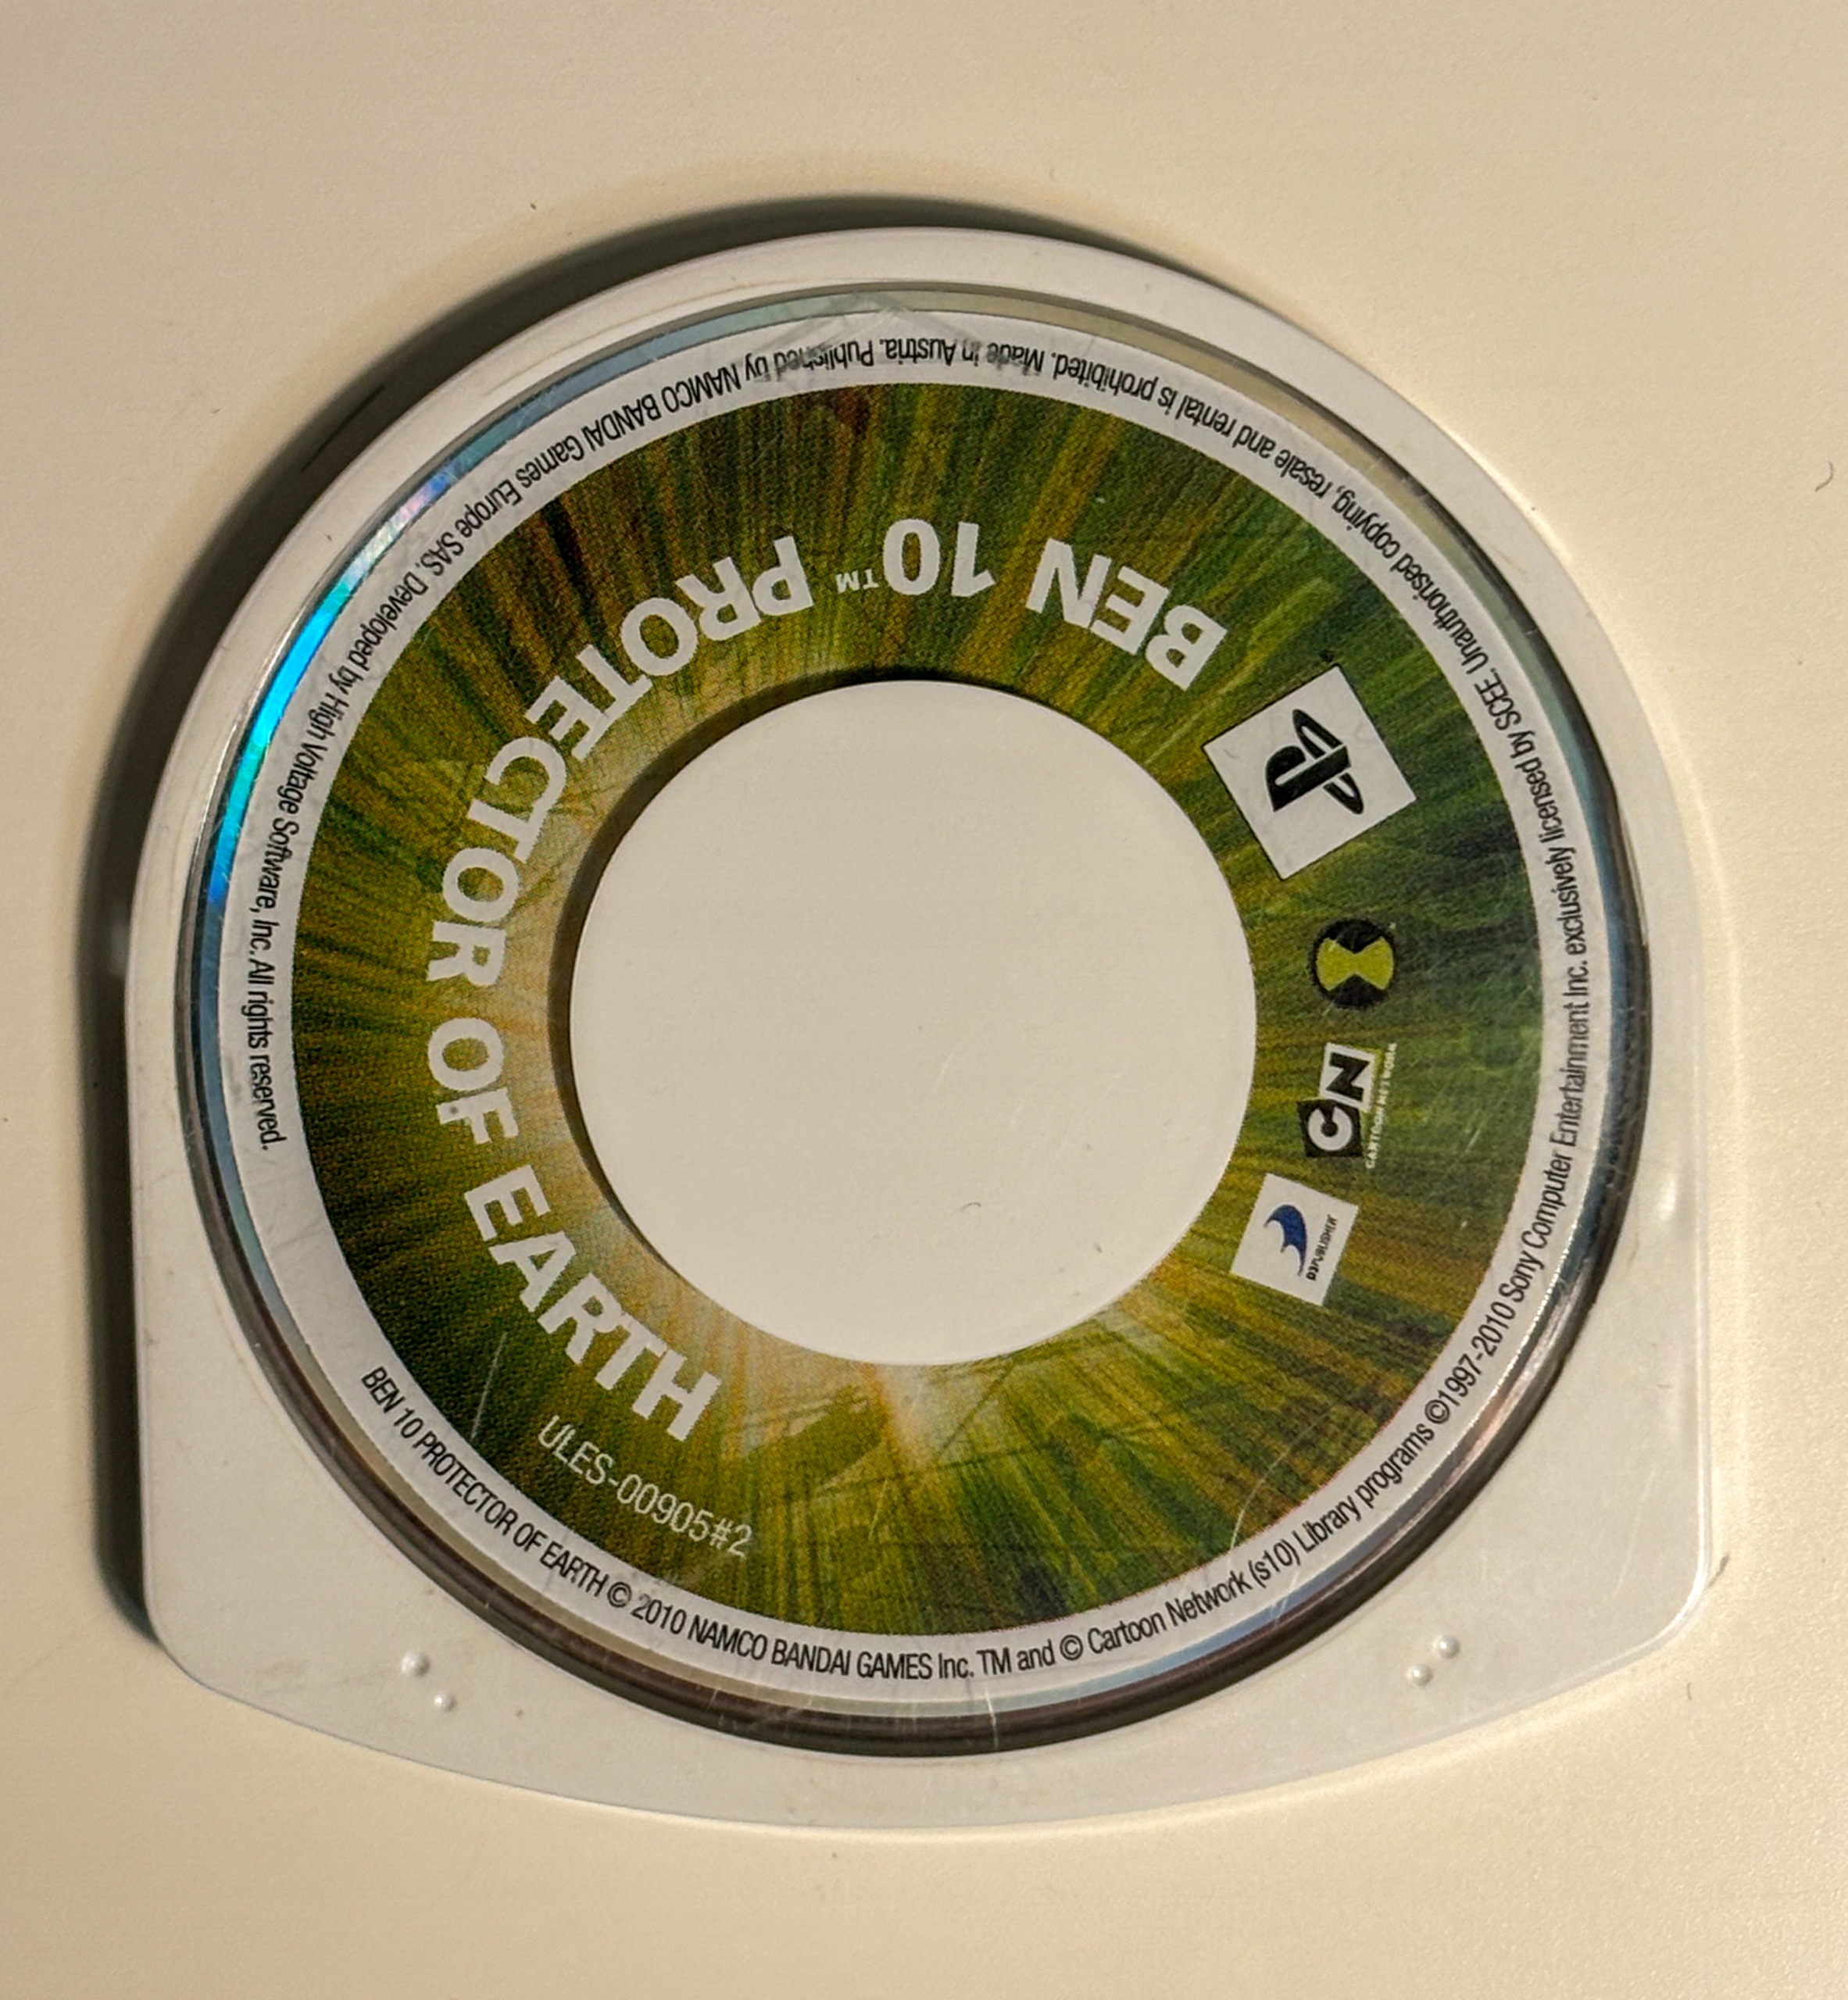 BEN 10™ PROTECTOR OF EARTH
ULES-00905#2
CN
CARTOON NETWORK
D3PUBLISHER
BEN 10 PROTECTOR OF EARTH © 2010 NAMCO BANDAI GAMES Inc. TM and © Cartoon Network (s10) Library programs ©1997-2010 Sony Computer Entertainment Inc. exclusively licensed by SCEE. Unauthorised copying, resale and rental is prohibited. Made in Austria. Published by NAMCO BANDAI Games Europe SAS. Developed by High Voltage Software, Inc. All rights reserved.